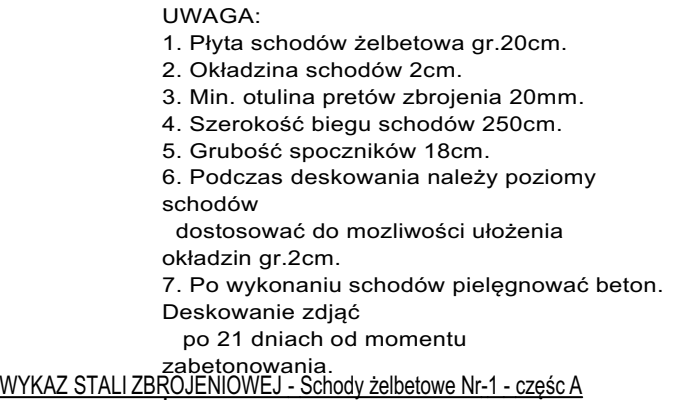 UWAGA:
1. Płyta schodów żelbetowa gr.20cm.
2. Okładzina schodów 2cm.
3. Min. otulina pretów zbrojenia 20mm.
4. Szerokość biegu schodów 250cm.
5. Grubość spoczników 18cm.
6. Podczas deskowania należy poziomy
schodów
dostosować do mozliwości ułożenia
okładzin gr.2cm.
7. Po wykonaniu schodów pielęgnować beton.
Deskowanie zdjąć
po 21 dniach od momentu
zabetonowania.
WYKAZ STALI ZBROJENIOWEJ - Schody żelbetowe Nr-1 - częśc A